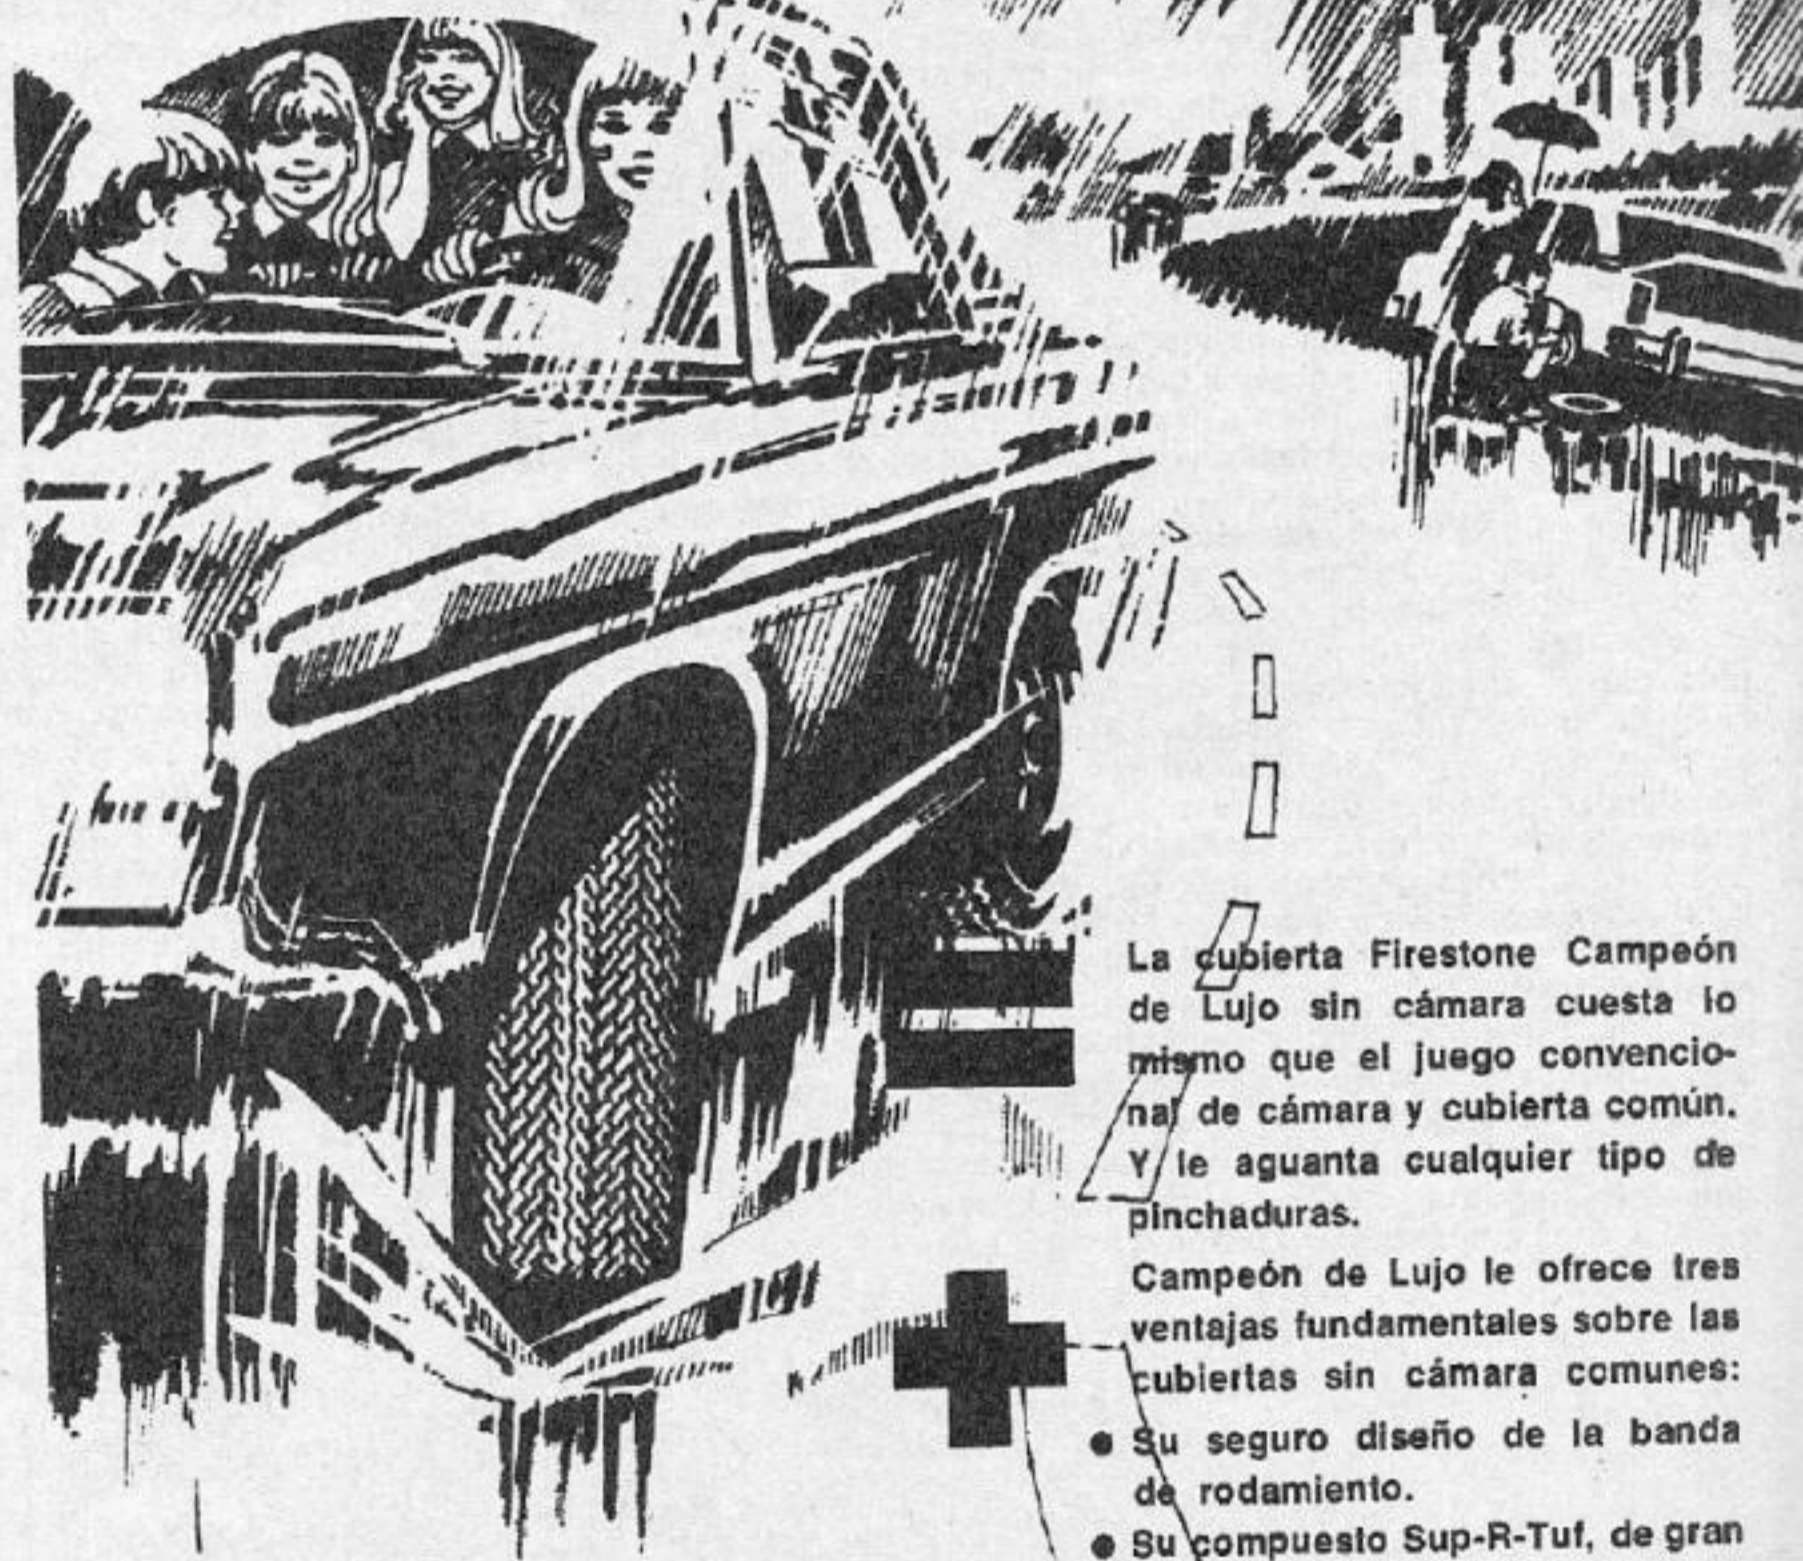 La cubierta Firestone Campeón
de Lujo sin cámara cuesta lo
mismo que el juego convencio-
nal de cámara y cubierta común.
Y le aguanta cualquier tipo de
pinchaduras.
Campeón de Lujo le ofrece tres
ventajas fundamentales sobre las
cubiertas sin cámara comunes:
● Su seguro diseño de la banda
de rodamiento.
● Su compuesto Sup-R-Tuf, de gran